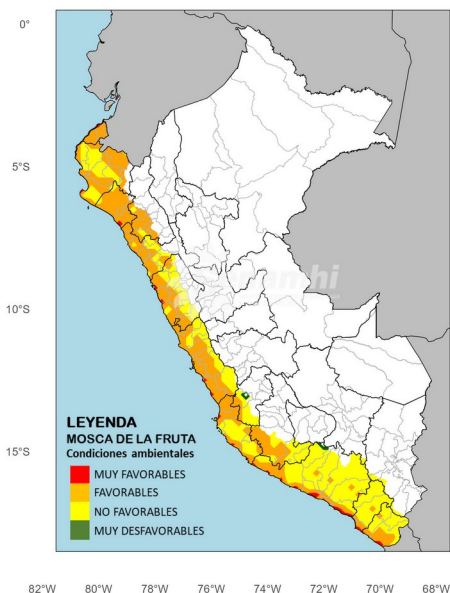 0°
5°S
10°S
15°S
LEYENDA
MOSCA DE LA FRUTA
Condiciones ambientales
MUY FAVORABLES
FAVORABLES
NO FAVORABLES
MUY DESFAVORABLES
82°W 80°W 78°W 76°W 74°W 72°W 70°W 68°W